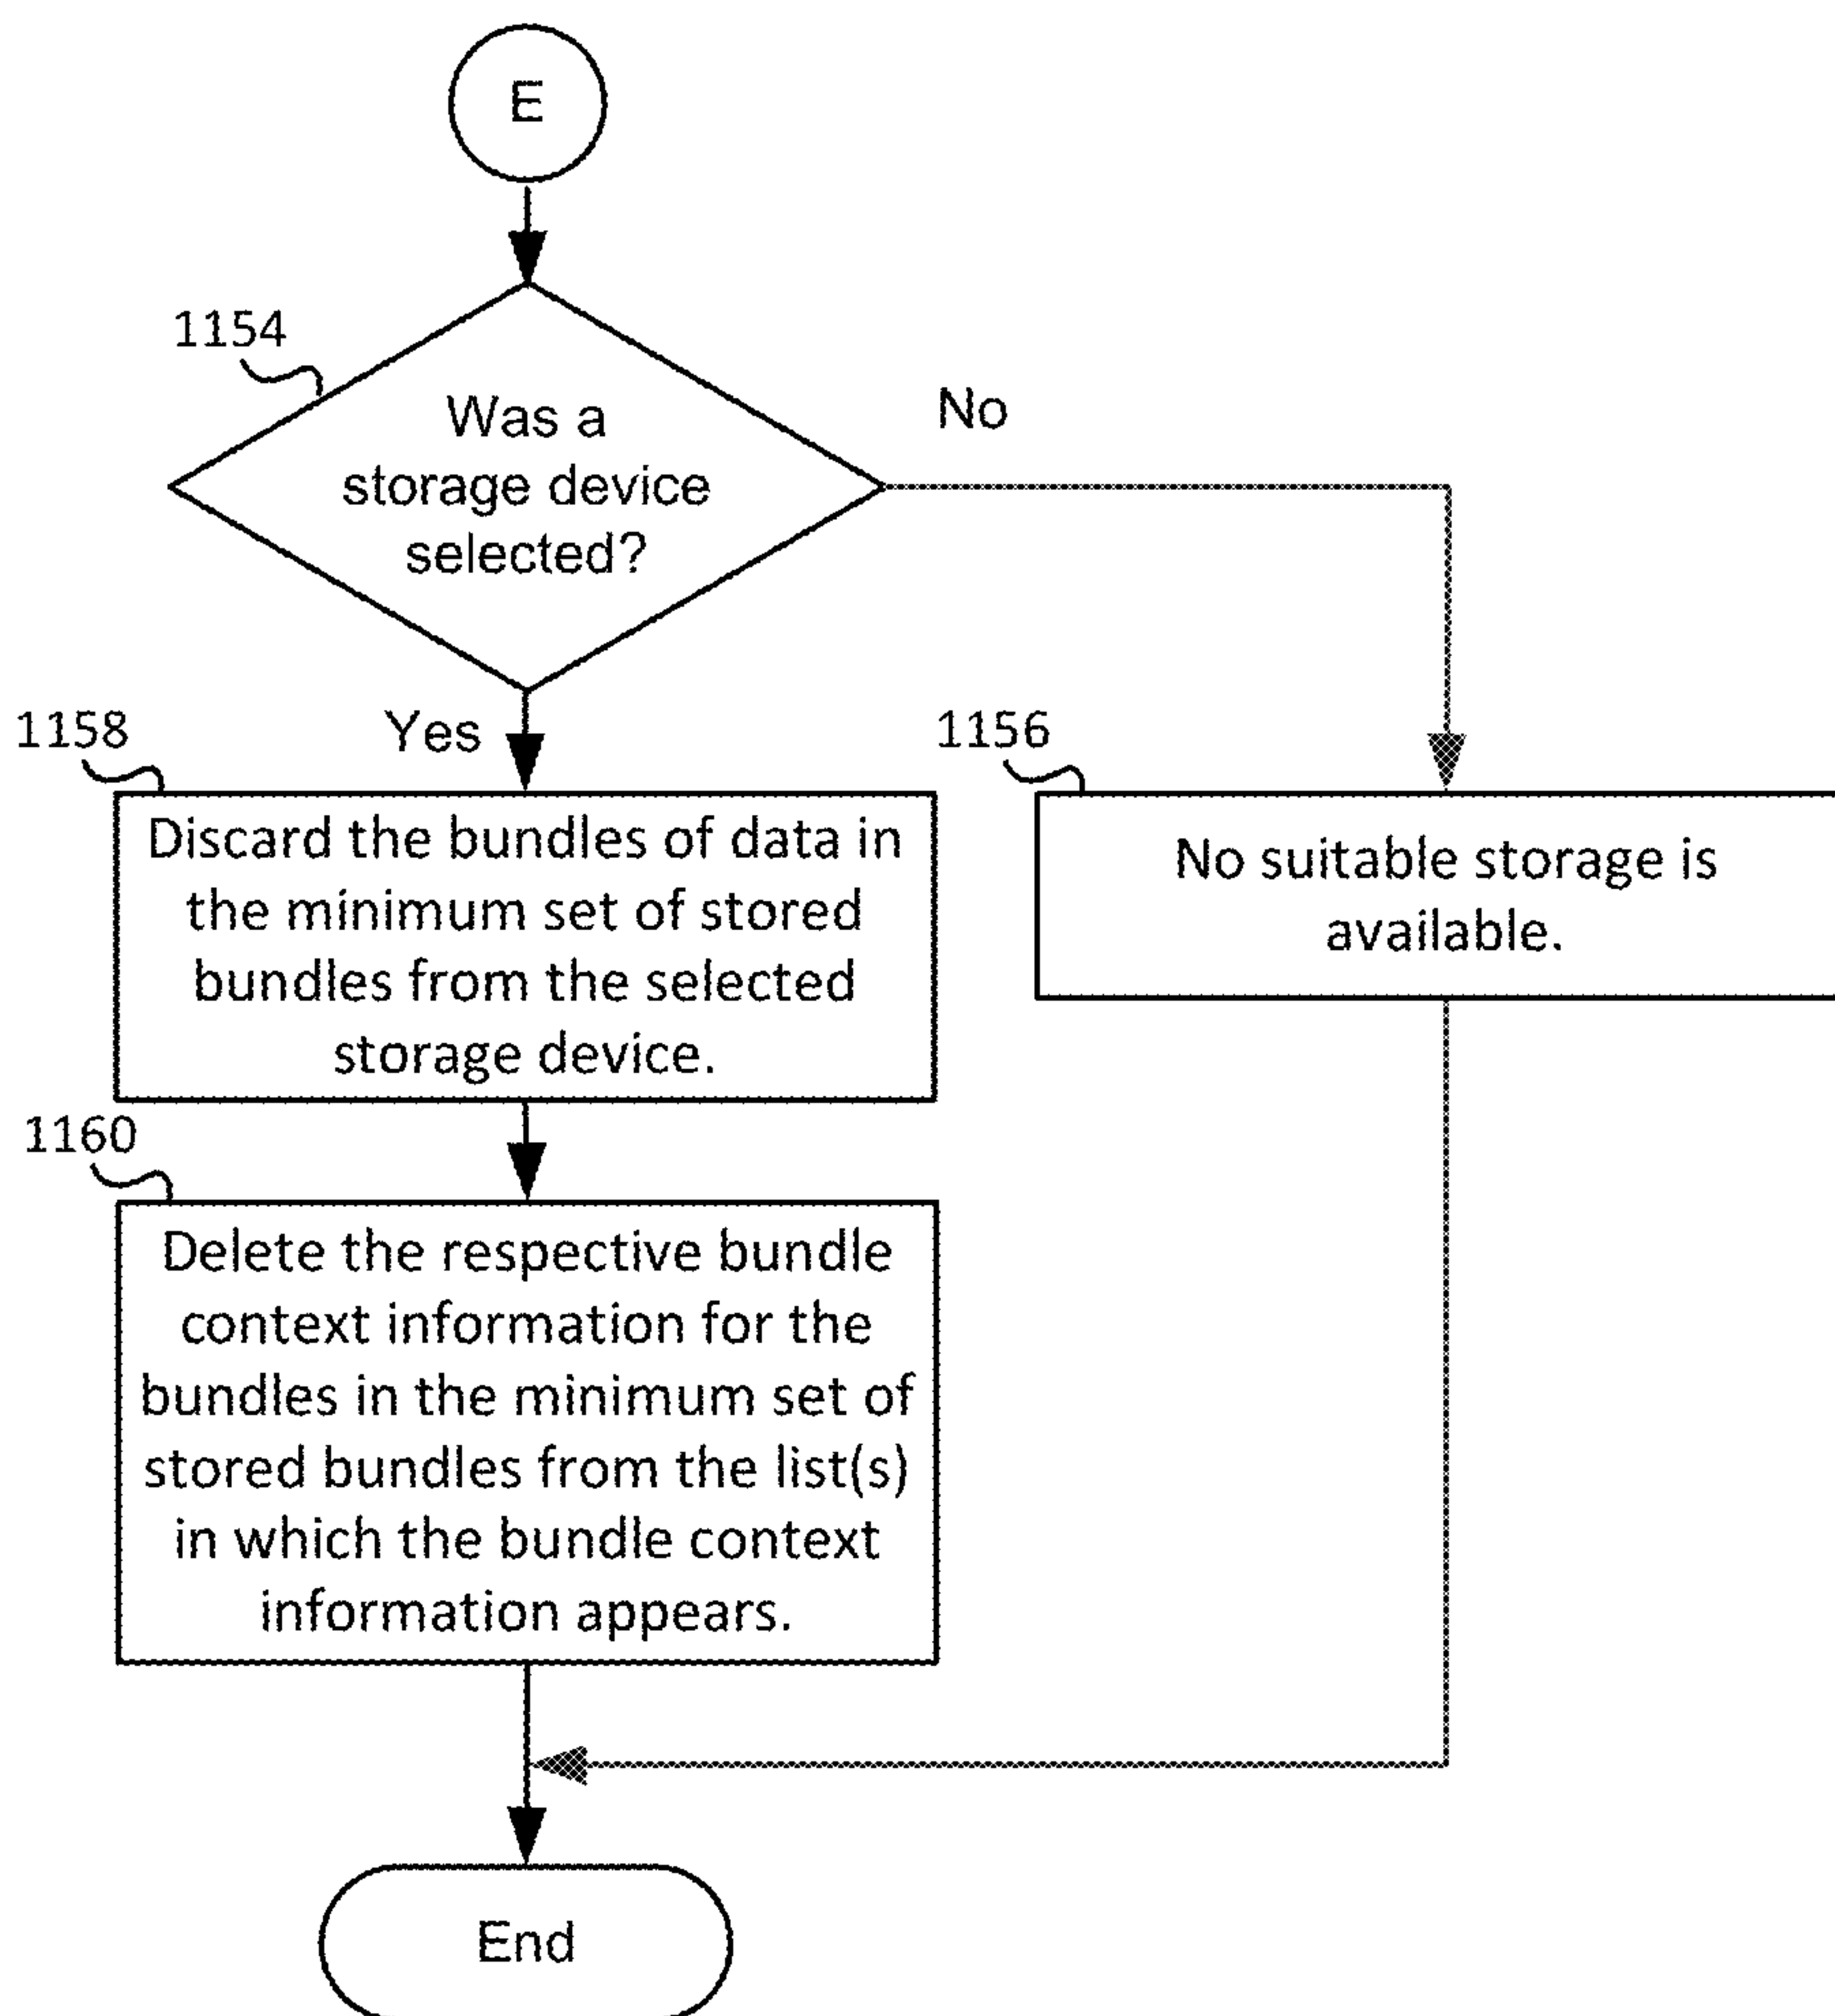 E
1154
Was a
storage device
selected?
No
Yes
1158
Discard the bundles of data in
the minimum set of stored
bundles from the selected
storage device.
1156
No suitable storage is
available.
1160
Delete the respective bundle
context information for the
bundles in the minimum set of
stored bundles from the list(s)
in which the bundle context
information appears.
End